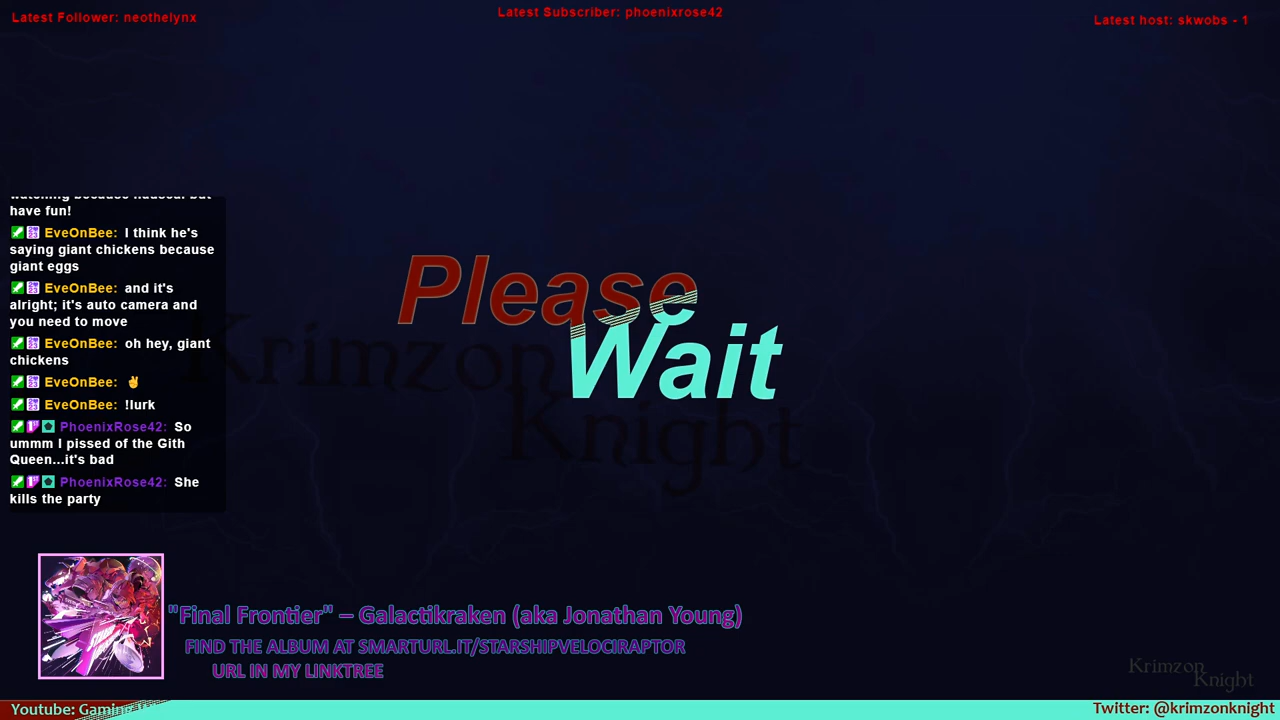 Latest Follower: neothelynx
Latest Subscriber: phoenixrose42
Latest host: skwobs - 1
have fun!
EveOnBee: I think he's
saying giant chickens because
giant eggs
EveOnBee: and it's
alright; it's auto camera and
you need to move
EveOnBee: oh hey, giant
chickens
EveOnBee: ✌
EveOnBee: !lurk
PhoenixRose42: So
ummm I pissed of the Gith
Queen...it's bad
PhoenixRose42: She
kills the party
Please
Wait
Krimzon
Knight
"Final Frontier" – Galactikraken (aka Jonathan Young)
FIND THE ALBUM AT SMARTURL.IT/STARSHIPVELOCIRAPTOR
URL IN MY LINKTREE
Krimzon
Knight
Youtube:
Twitter: @krimzonknight